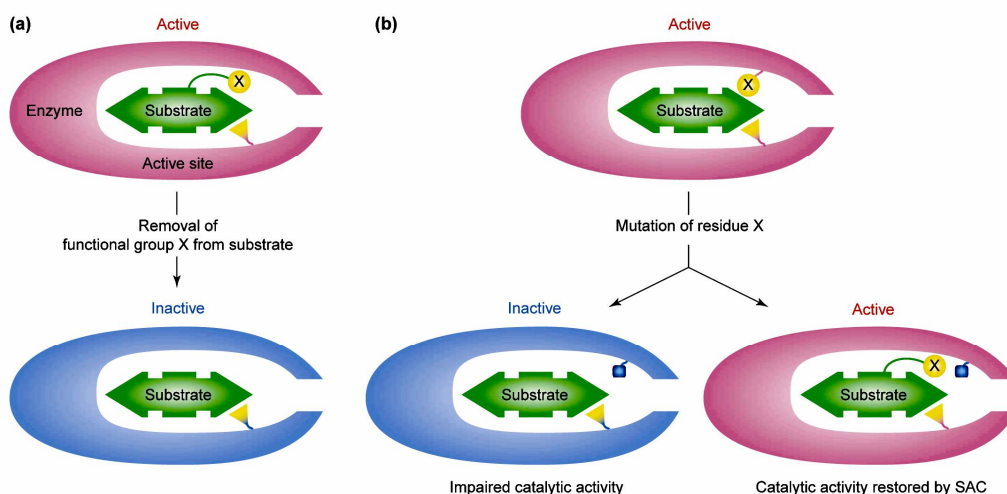 (a)
Active
X
Substrate
Enzyme
Active site
Removal of
functional group X from substrate
Inactive
Substrate
(b)
Active
X
Substrate
Mutation of residue X
Inactive
Substrate
Impaired catalytic activity
Active
X
Substrate
Catalytic activity restored by SAC